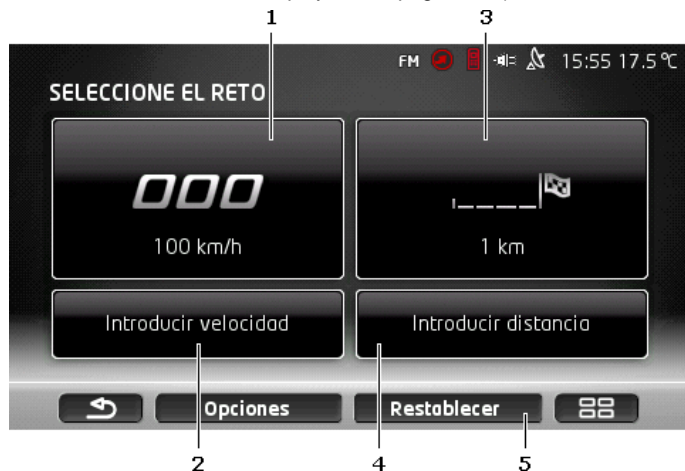 1 3
FM 15:55 17.5 ℃
SELECCIONE EL RETO
000
100 km/h 1 km
Introducir velocidad Introducir distancia
Opciones Restablecer
2 4 5